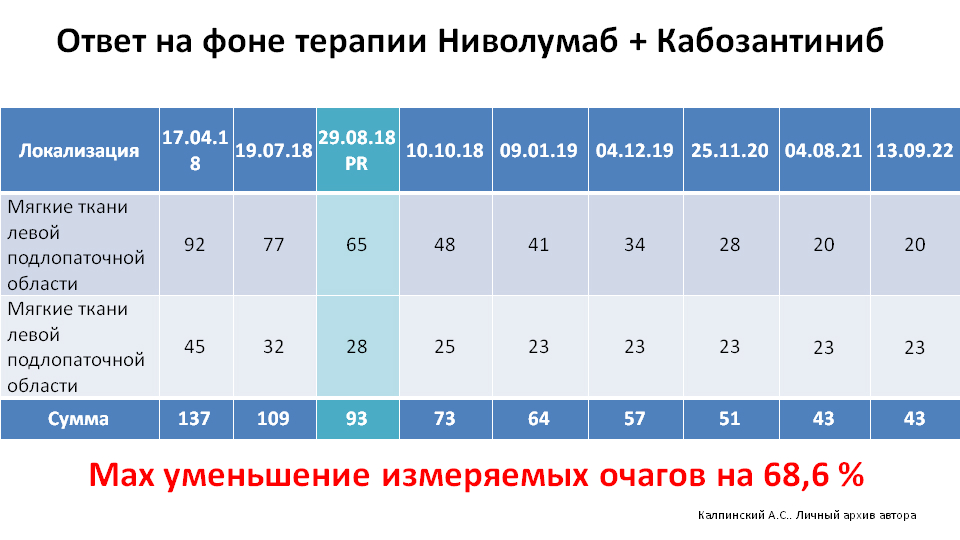 Ответ на фоне терапии Ниволумаб + Кабозантиниб
Локализация 17.04.1 8 19.07.18 29.08.18 PR 10.10.18 09.01.19 04.12.19 25.11.20 04.08.21 13.09.22
Мягкие ткани
левой
подлопаточной
области
92 77 65 48 41 34 28 20 20
Мягкие ткани
левой
подлопаточной
области
45 32 28 25 23 23 23 23 23
Сумма 137 109 93 73 64 57 51 43 43
Мах уменьшение измеряемых очагов на 68,6 %
Калпинский А.С.. Личный архив автора